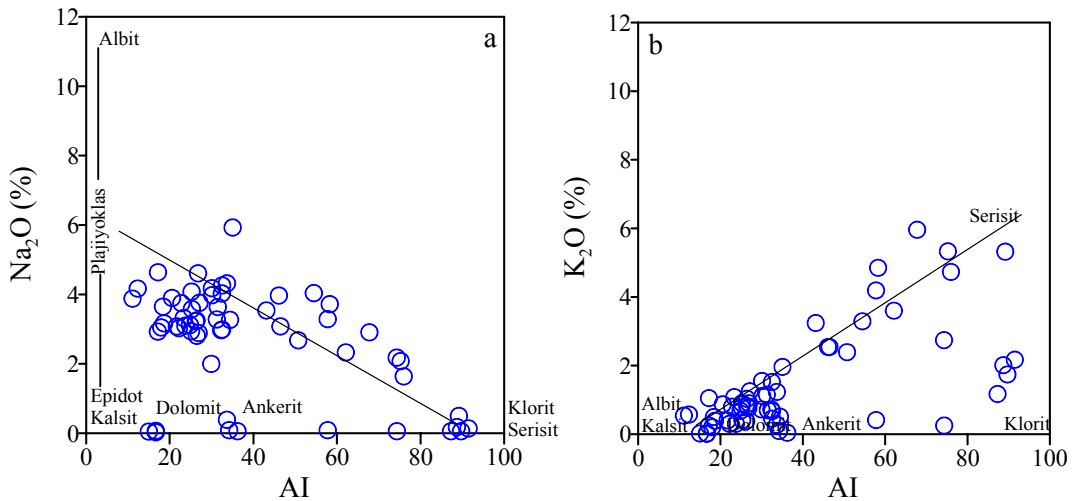 12
10
8
6
4
2
0
0
20
40
60
80
100
Na₂O (%)
AI
a
Albit
Plajiyoklas
Epidot
Kalsit
Dolomit
Ankerit
Klorit
Serisit
12
10
8
6
4
2
0
0
20
40
60
80
100
K₂O (%)
AI
b
Serisit
Albit
Kalsit
Dolomit
Ankerit
Klorit